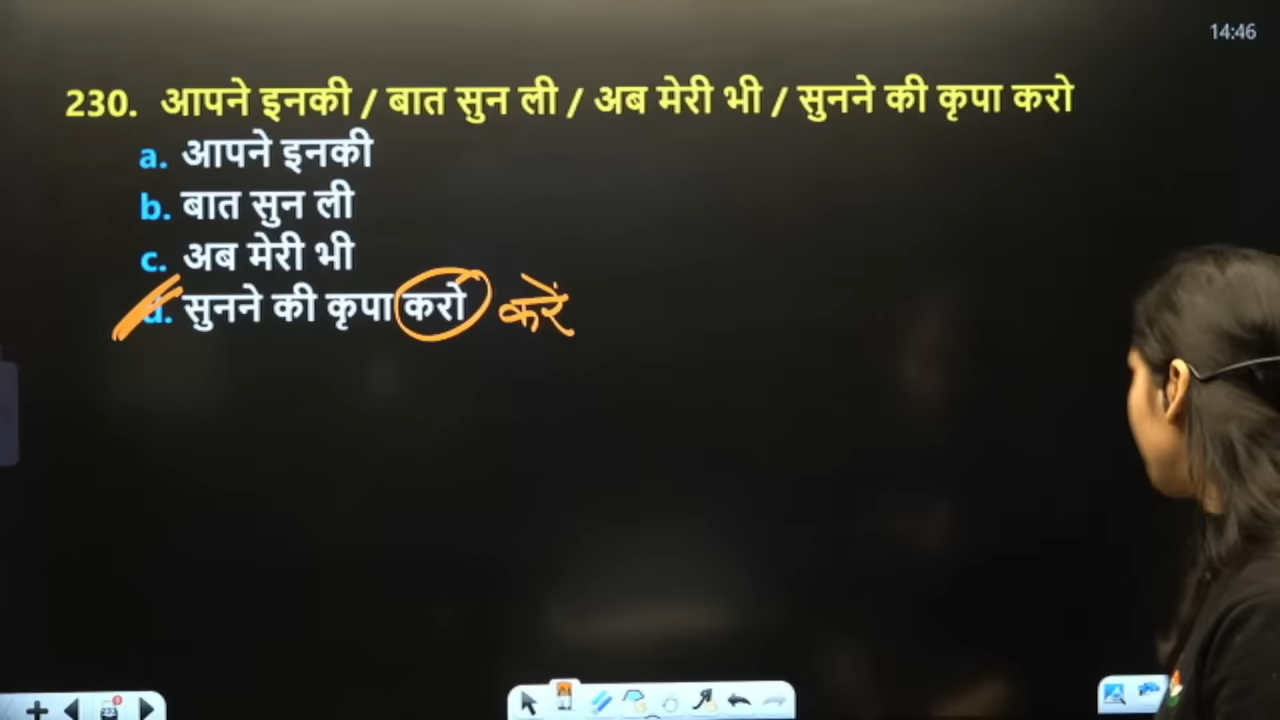 14:46
230. आपने इनकी / बात सुन ली / अब मेरी भी / सुनने की कृपा करो
a. आपने इनकी
b. बात सुन ली
c. अब मेरी भी
d. सुनने की कृपा करो करें